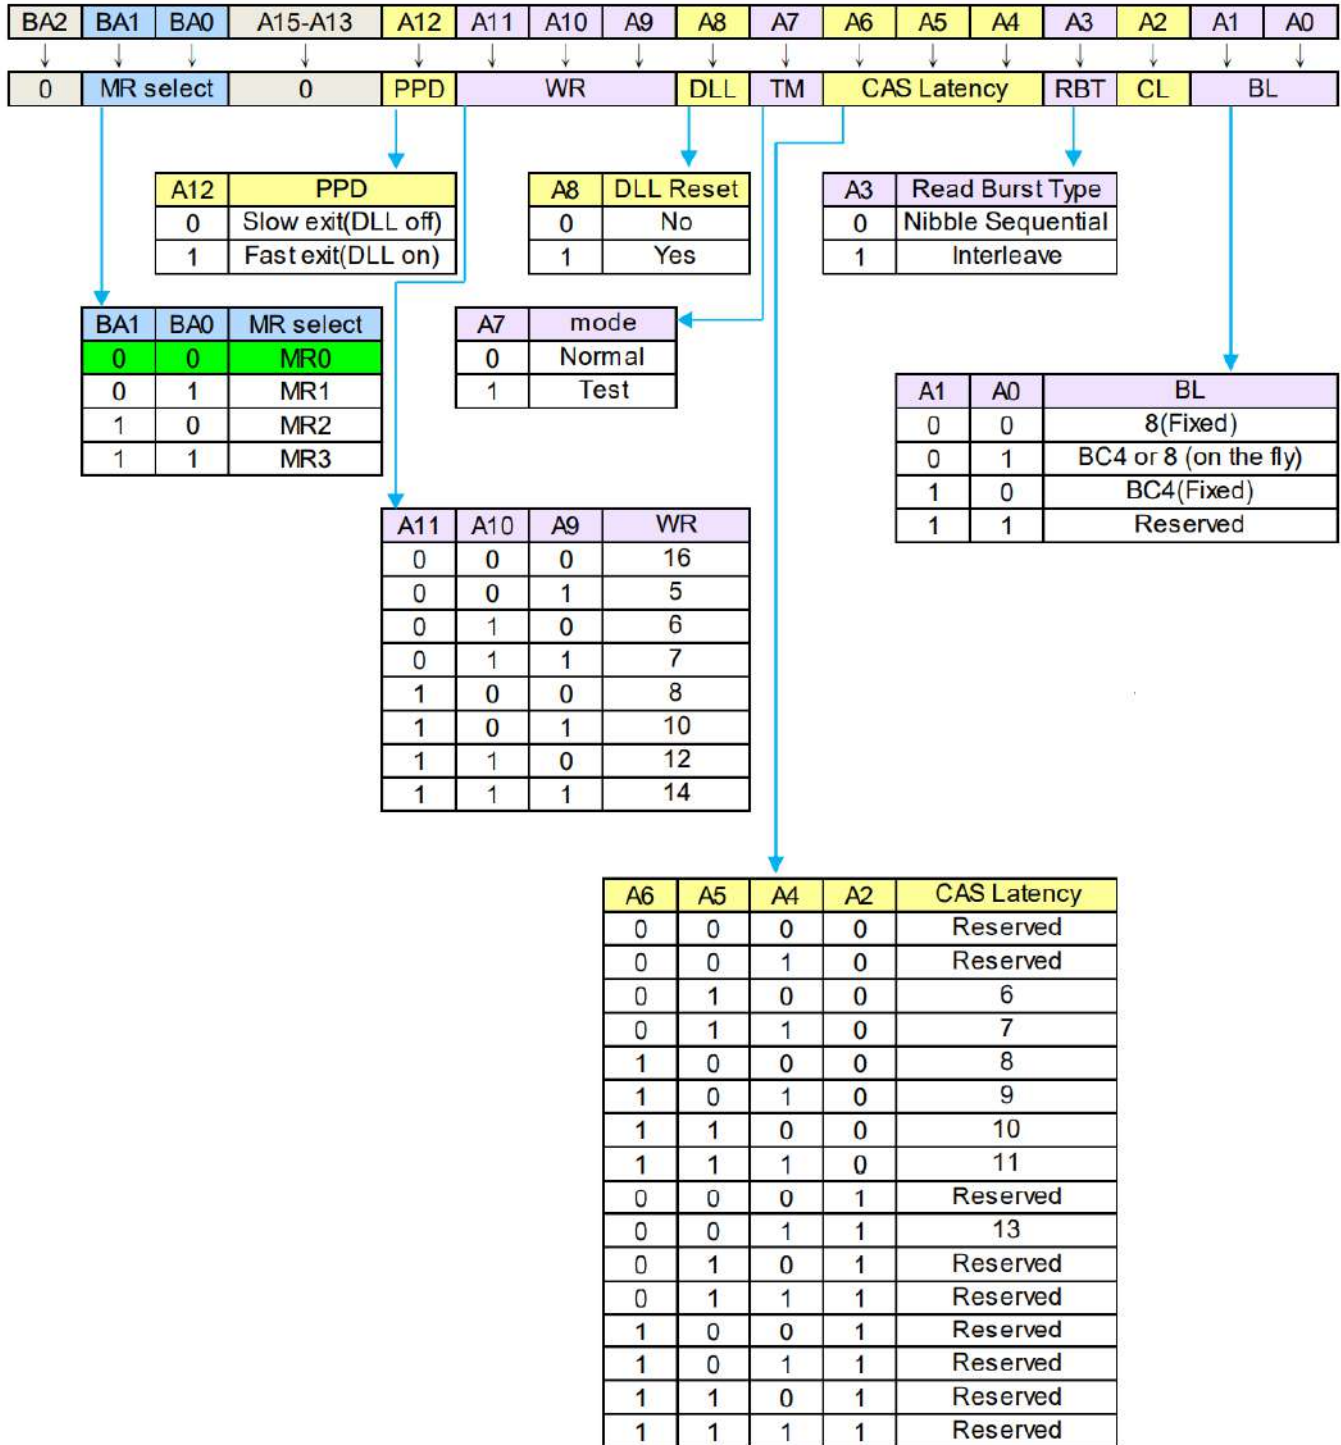 BA2 BA1 BA0 A15-A13 A12 A11 A10 A9 A8 A7 A6 A5 A4 A3 A2 A1 A0
0 MR select 0 PPD WR DLL TM CAS Latency RBT CL BL
A12 PPD
0 Slow exit(DLL off)
1 Fast exit(DLL on)
A8 DLL Reset
0 No
1 Yes
A3 Read Burst Type
0 Nibble Sequential
1 Interleave
BA1 BA0 MR select
0 0 MR0
0 1 MR1
1 0 MR2
1 1 MR3
A7 mode
0 Normal
1 Test
A1 A0 BL
0 0 8(Fixed)
0 1 BC4 or 8 (on the fly)
1 0 BC4(Fixed)
1 1 Reserved
A11 A10 A9 WR
0 0 0 16
0 0 1 5
0 1 0 6
0 1 1 7
1 0 0 8
1 0 1 10
1 1 0 12
1 1 1 14
A6 A5 A4 A2 CAS Latency
0 0 0 0 Reserved
0 0 1 0 Reserved
0 1 0 0 6
0 1 1 0 7
1 0 0 0 8
1 0 1 0 9
1 1 0 0 10
1 1 1 0 11
0 0 0 1 Reserved
0 0 1 1 13
0 1 0 1 Reserved
0 1 1 1 Reserved
1 0 0 1 Reserved
1 0 1 1 Reserved
1 1 0 1 Reserved
1 1 1 1 Reserved